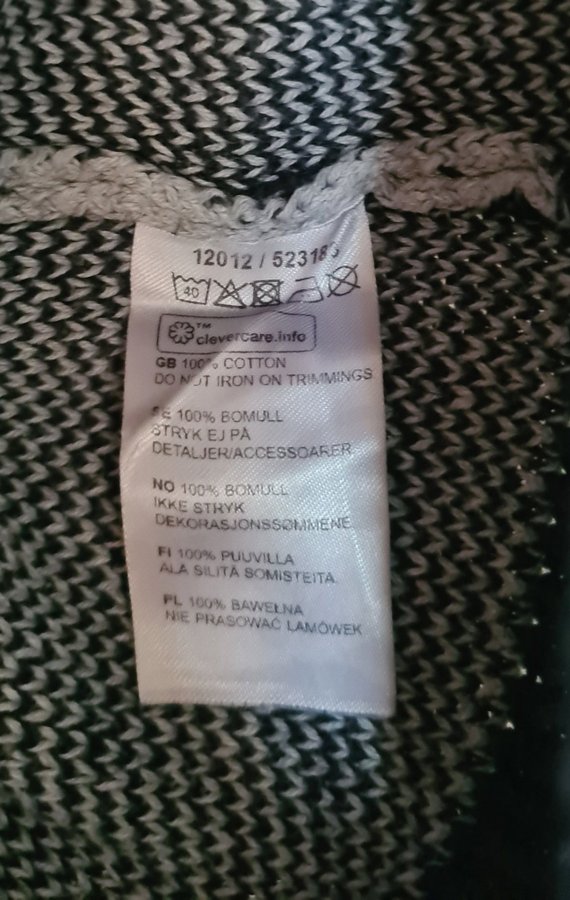 12012 / 52318
40
™
clevercare.info
GB 100% COTTON
DO NOT IRON ON TRIMMINGS
SE 100% BOMULL
STRYK EJ PÅ
DETALJER/ACCESSOARER
NO 100% BOMULL
IKKE STRYK
DEKORASJONSSØMMENE.
FI 100% PUUVILLA
ÄLÄ SILITÄ SOMISTEITA.
PL 100% BAWEŁNA
NIE PRASOWAĆ LAMÓWEK